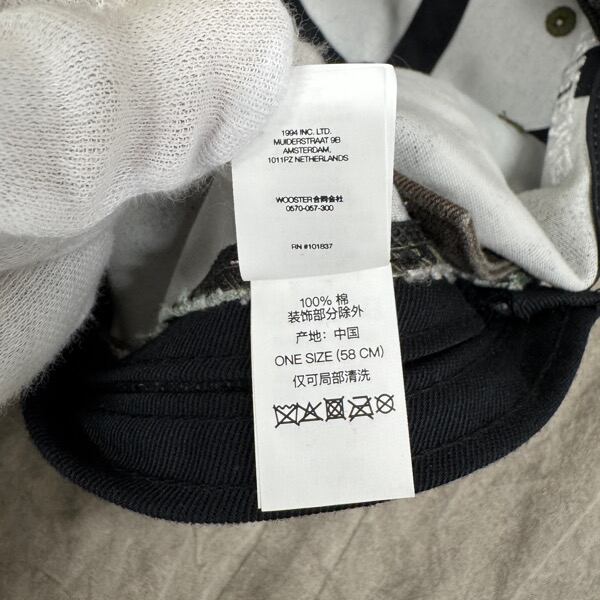 1994 INC. LTD.
MUIDERSTRAAT 9B
AMSTERDAM,
1011PZ NETHERLANDS
WOOSTER合同会社
0570-057-300
RN #101837
100% 棉
装饰部分除外
产地: 中国
ONE SIZE (58 CM)
仅可局部清洗